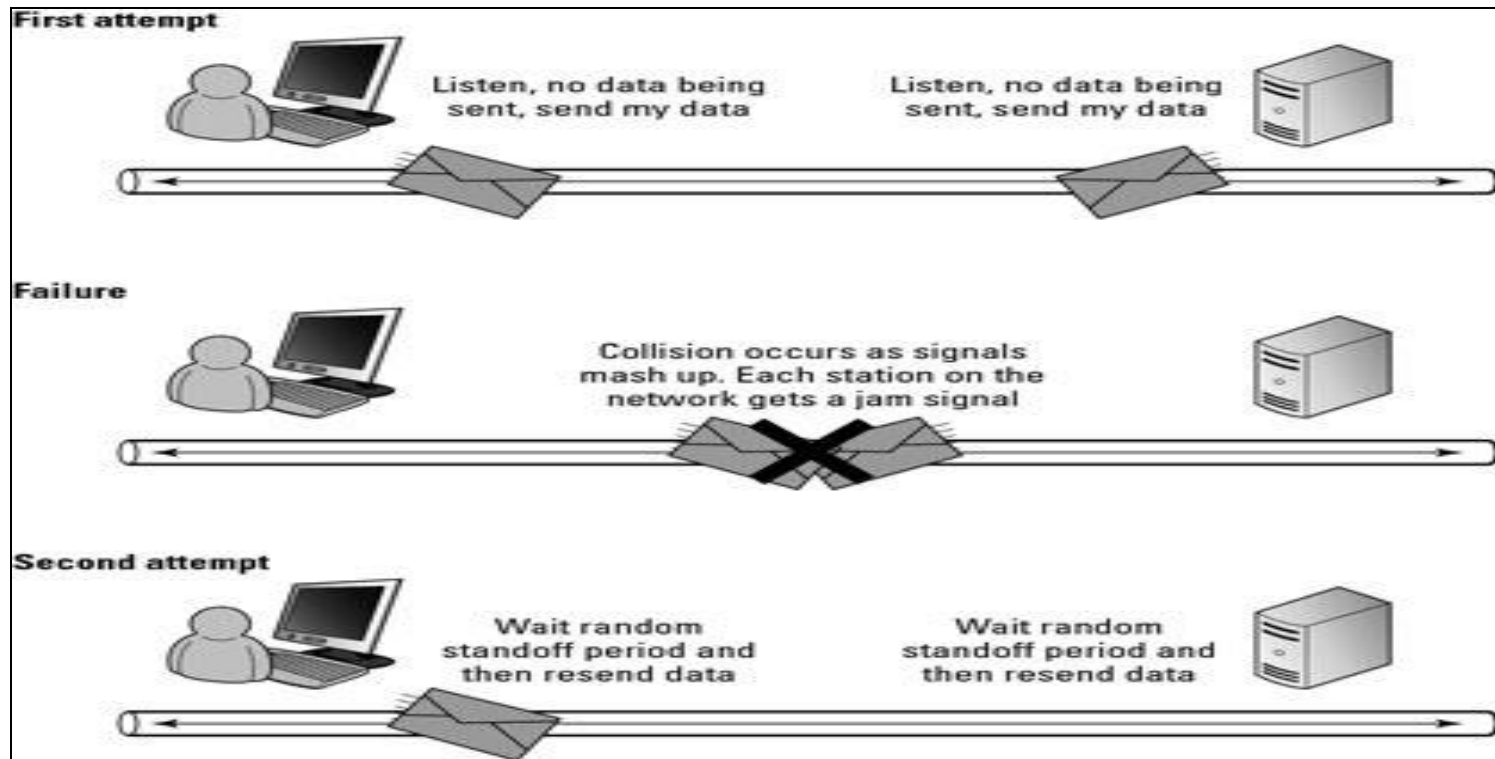 First attempt
Listen, no data being
sent, send my data
Listen, no data being
sent, send my data
Failure
Collision occurs as signals
mash up. Each station on the
network gets a jam signal
Second attempt
Wait random
standoff period and
then resend data
Wait random
standoff period and
then resend data